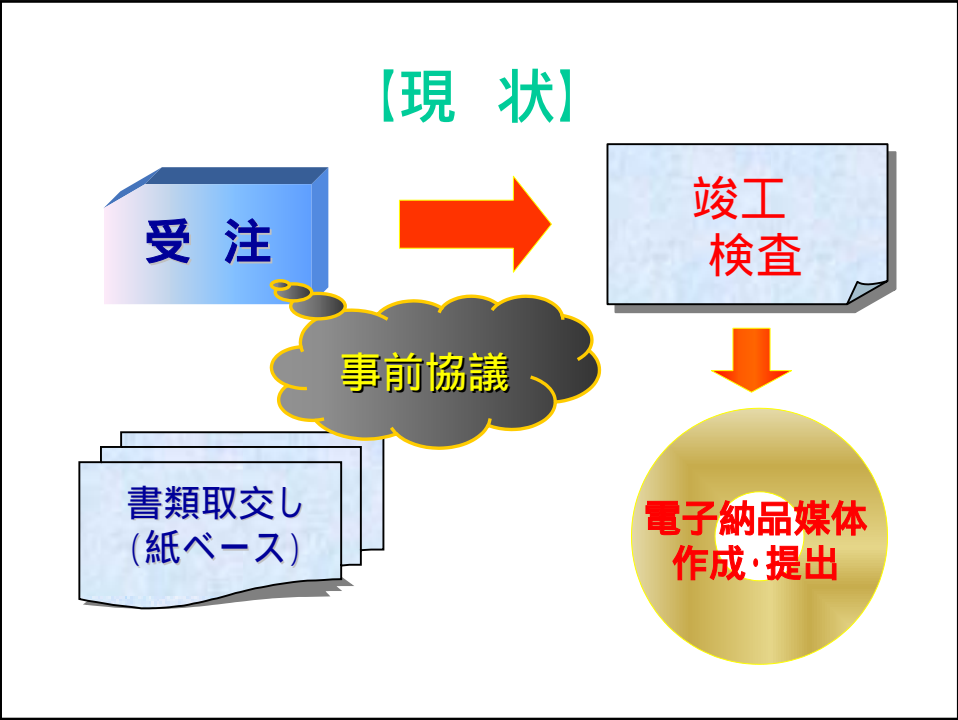 【現　状】
受　注
竣工
検査
事前協議
書類取交し
（紙ベース）
電子納品媒体
作成・提出